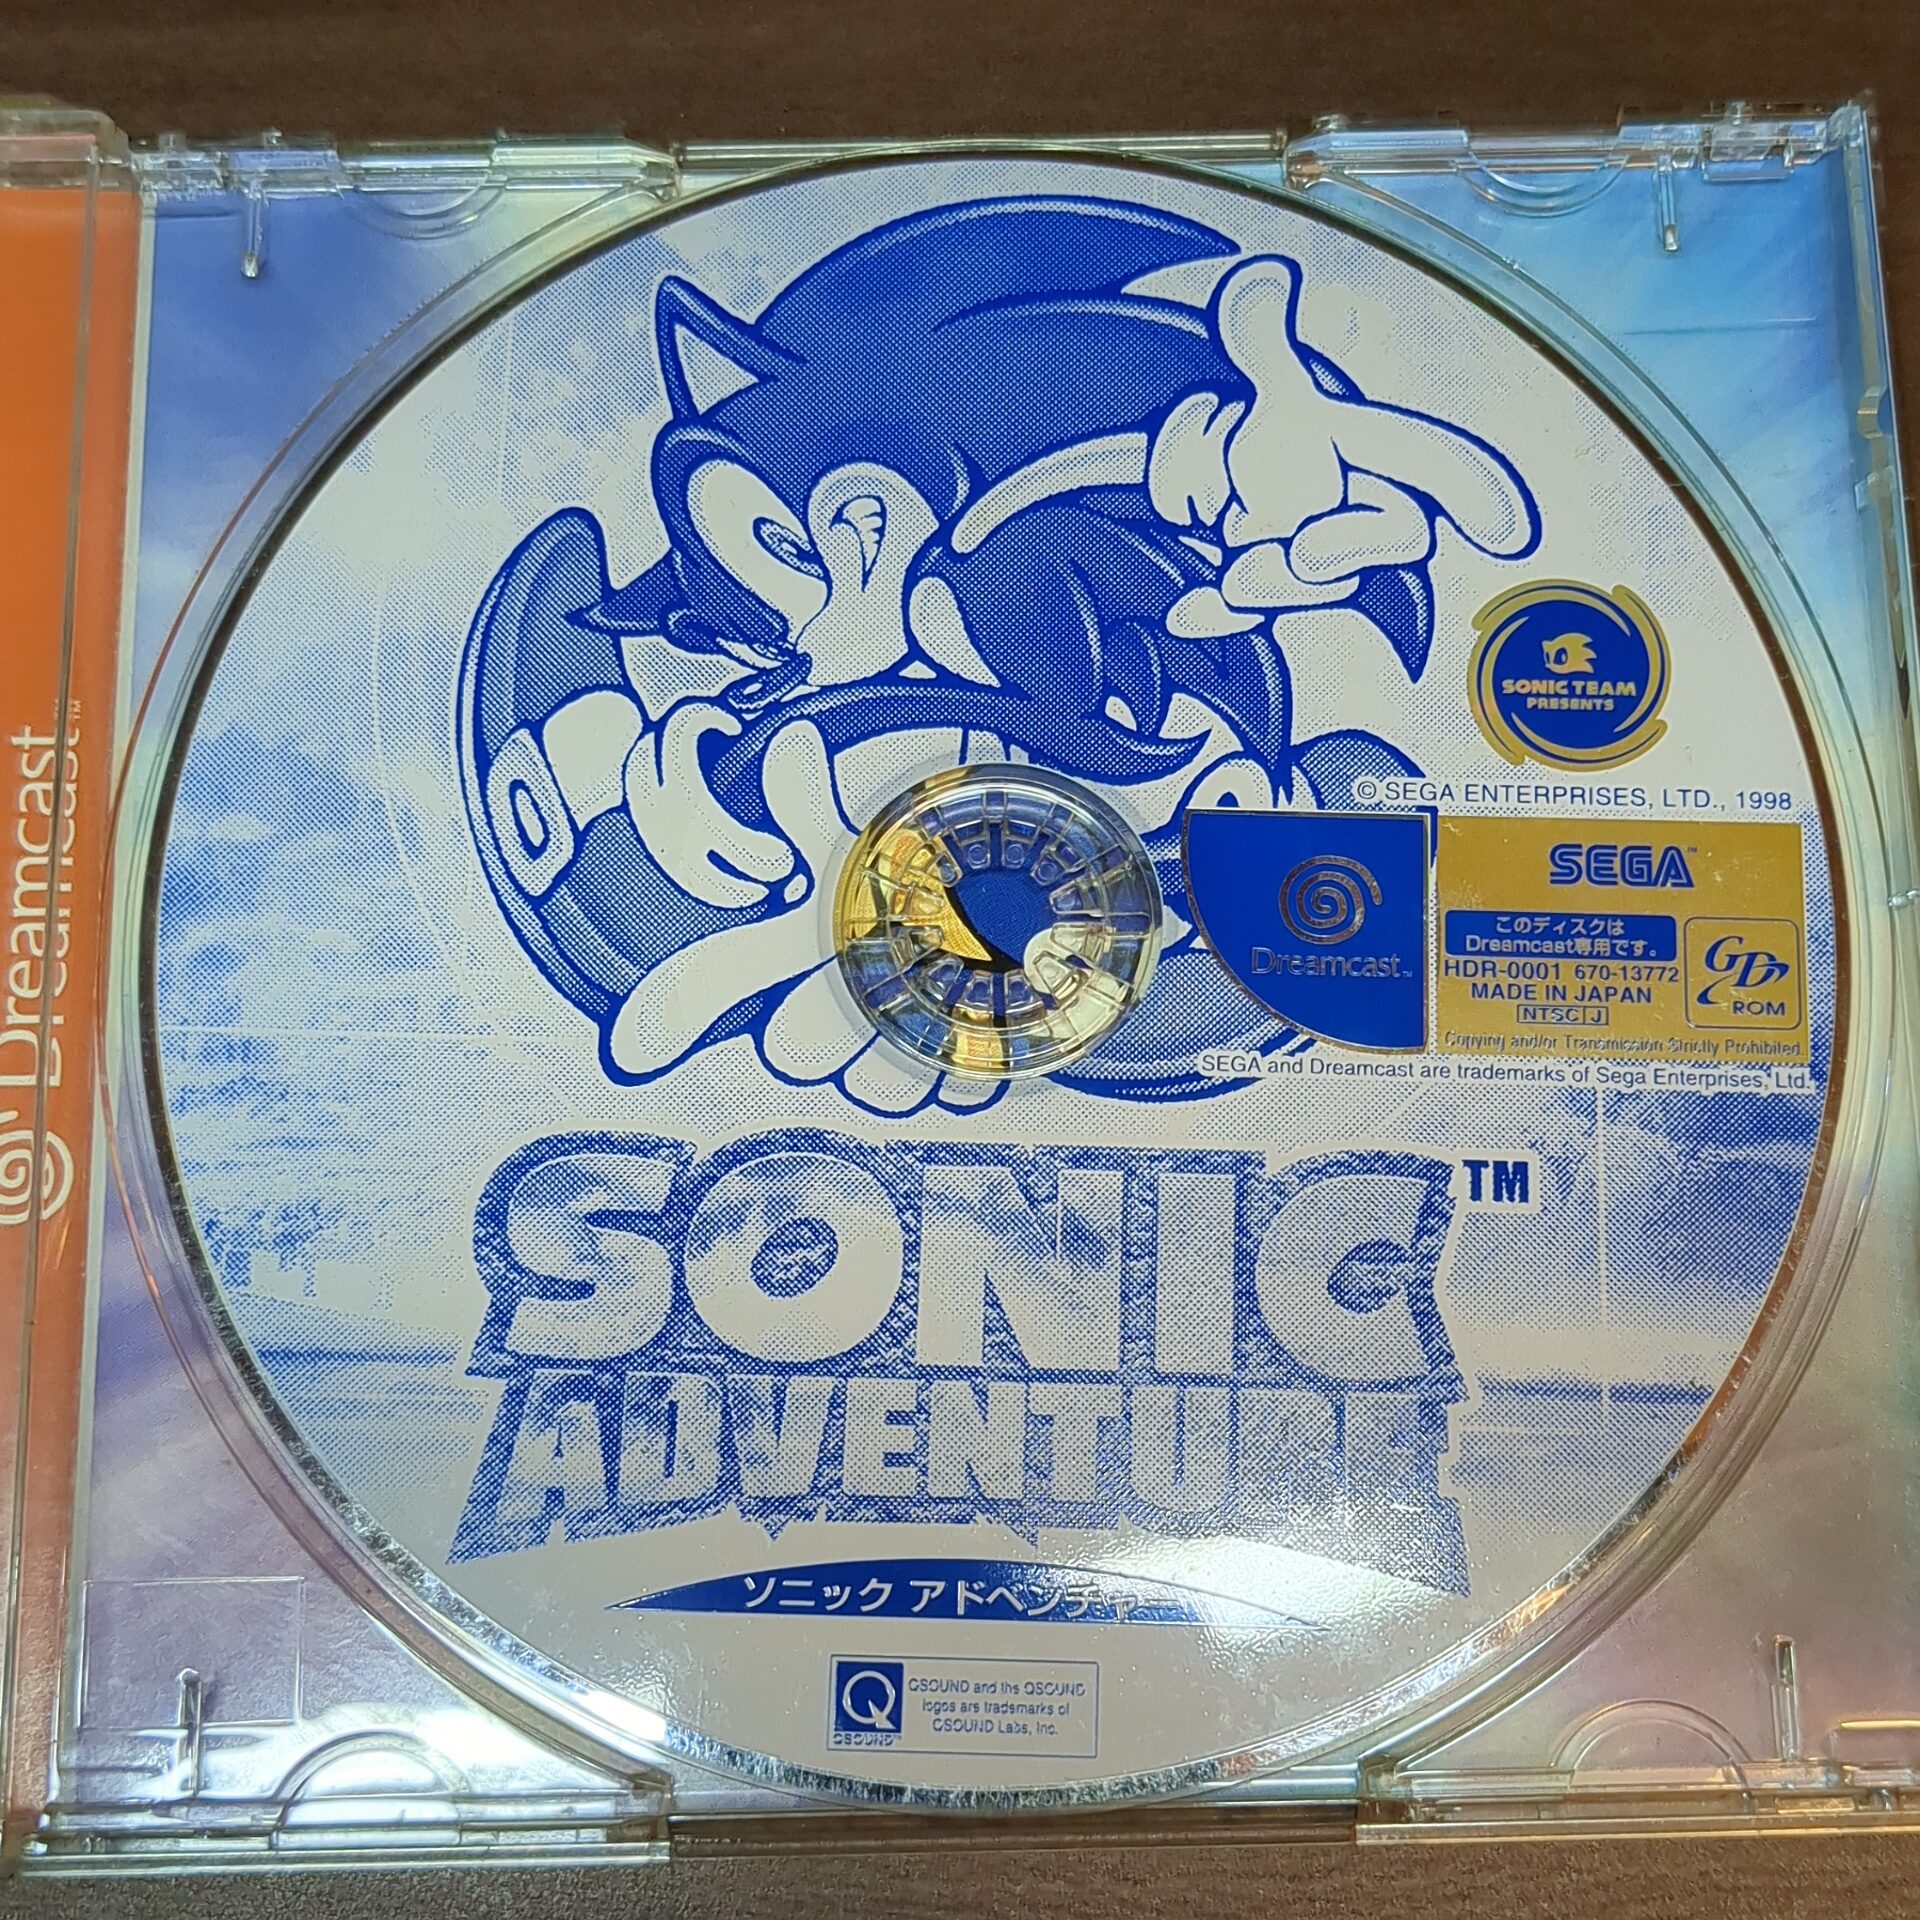 Dreamcast™
SONIC TEAM
PRESENTS
© SEGA ENTERPRISES, LTD., 1998
Dreamcast™
SEGA™
このディスクは
Dreamcast専用です。
HDR-0001 670-13772
MADE IN JAPAN
NTSC J
GD
ROM
Copying and/or Transmission Strictly Prohibited.
SEGA and Dreamcast are trademarks of Sega Enterprises, Ltd.
SONIC™
ADVENTURE
ソニック アドベンチャー
Q
QSOUND™
QSOUND and the QSOUND
logos are trademarks of
QSOUND Labs, Inc.